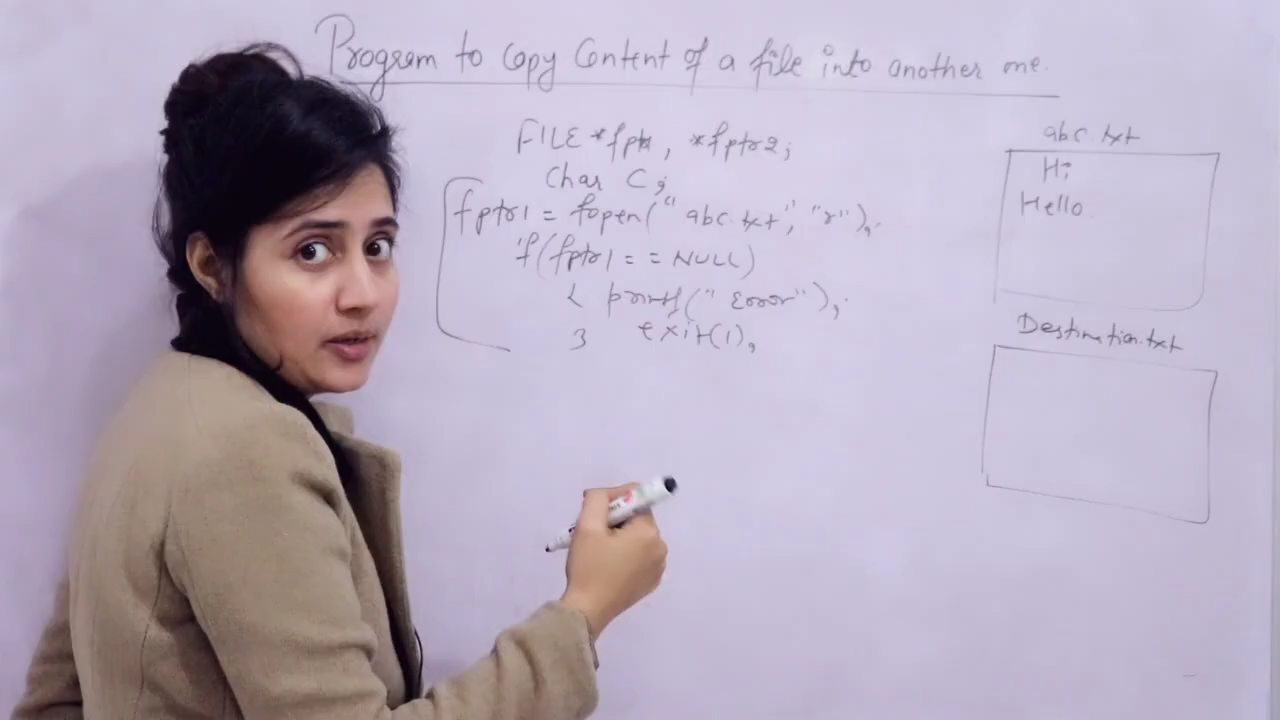 Program to Copy Content of a file into another one.
FILE *fptr1, *fptr2;
Char C;
fptr1 = fopen("abc.txt", "r");
if(fptr1 == NULL)
{ printf("Error");
} exit(1);
abc.txt
Hi
Hello.
Destination.txt